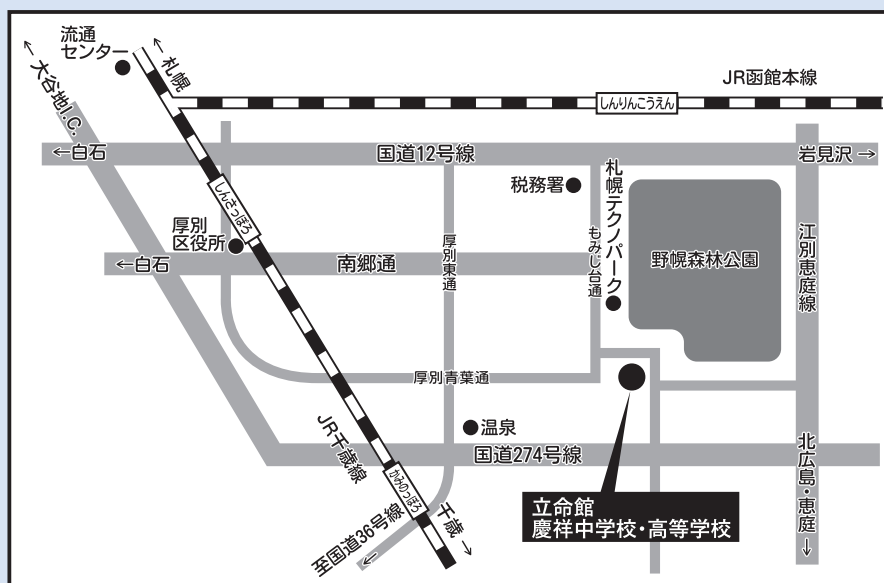 流通
センター
←札幌
←大谷地I.C.
JR函館本線
しんりんこうえん
←白石
国道12号線
岩見沢→
税務署
札幌テクノパーク
しんさっぽろ
厚別
区役所
←白石
南郷通
厚別東通
もみじ台通
野幌森林公園
江別恵庭線
厚別青葉通
JR千歳線
温泉
国道274号線
かみのっぽろ
千歳→
至国道36号線
←
北広島・恵庭→
立命館
慶祥中学校・高等学校